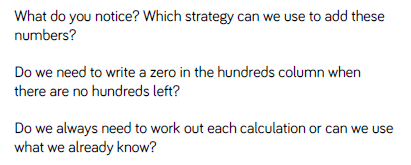 What do you notice? Which strategy can we use to add these
numbers?
Do we need to write a zero in the hundreds column when
there are no hundreds left?
Do we always need to work out each calculation or can we use
what we already know?